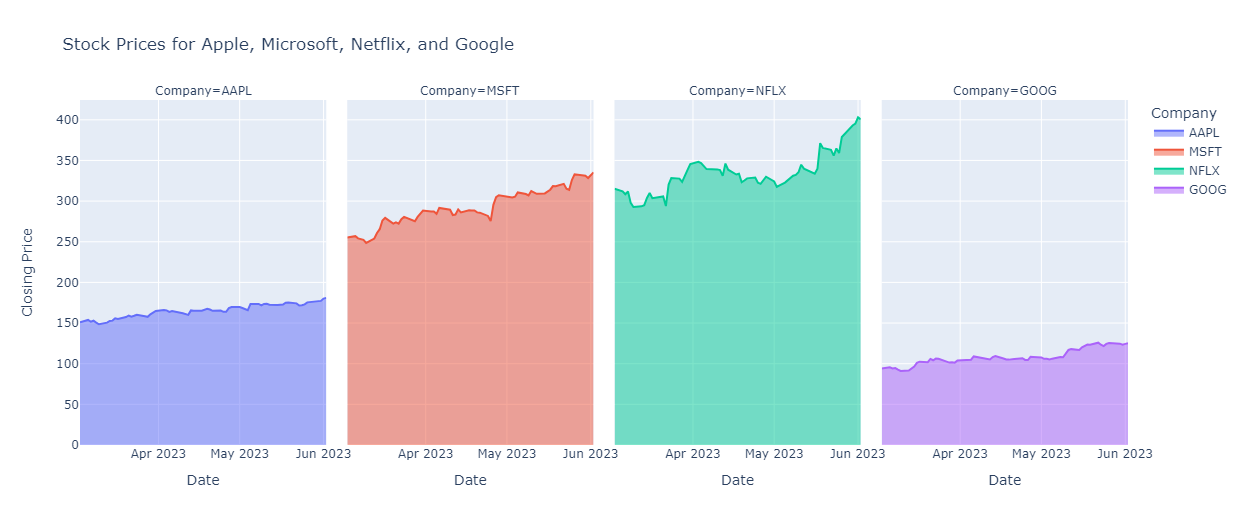 Stock Prices for Apple, Microsoft, Netflix, and Google
Company=AAPL Company=MSFT Company=NFLX Company=GOOG
Company
AAPL
MSFT
NFLX
GOOG
Closing Price
400
350
300
250
200
150
100
50
0
Apr 2023 May 2023 Jun 2023 Apr 2023 May 2023 Jun 2023 Apr 2023 May 2023 Jun 2023 Apr 2023 May 2023 Jun 2023
Date Date Date Date